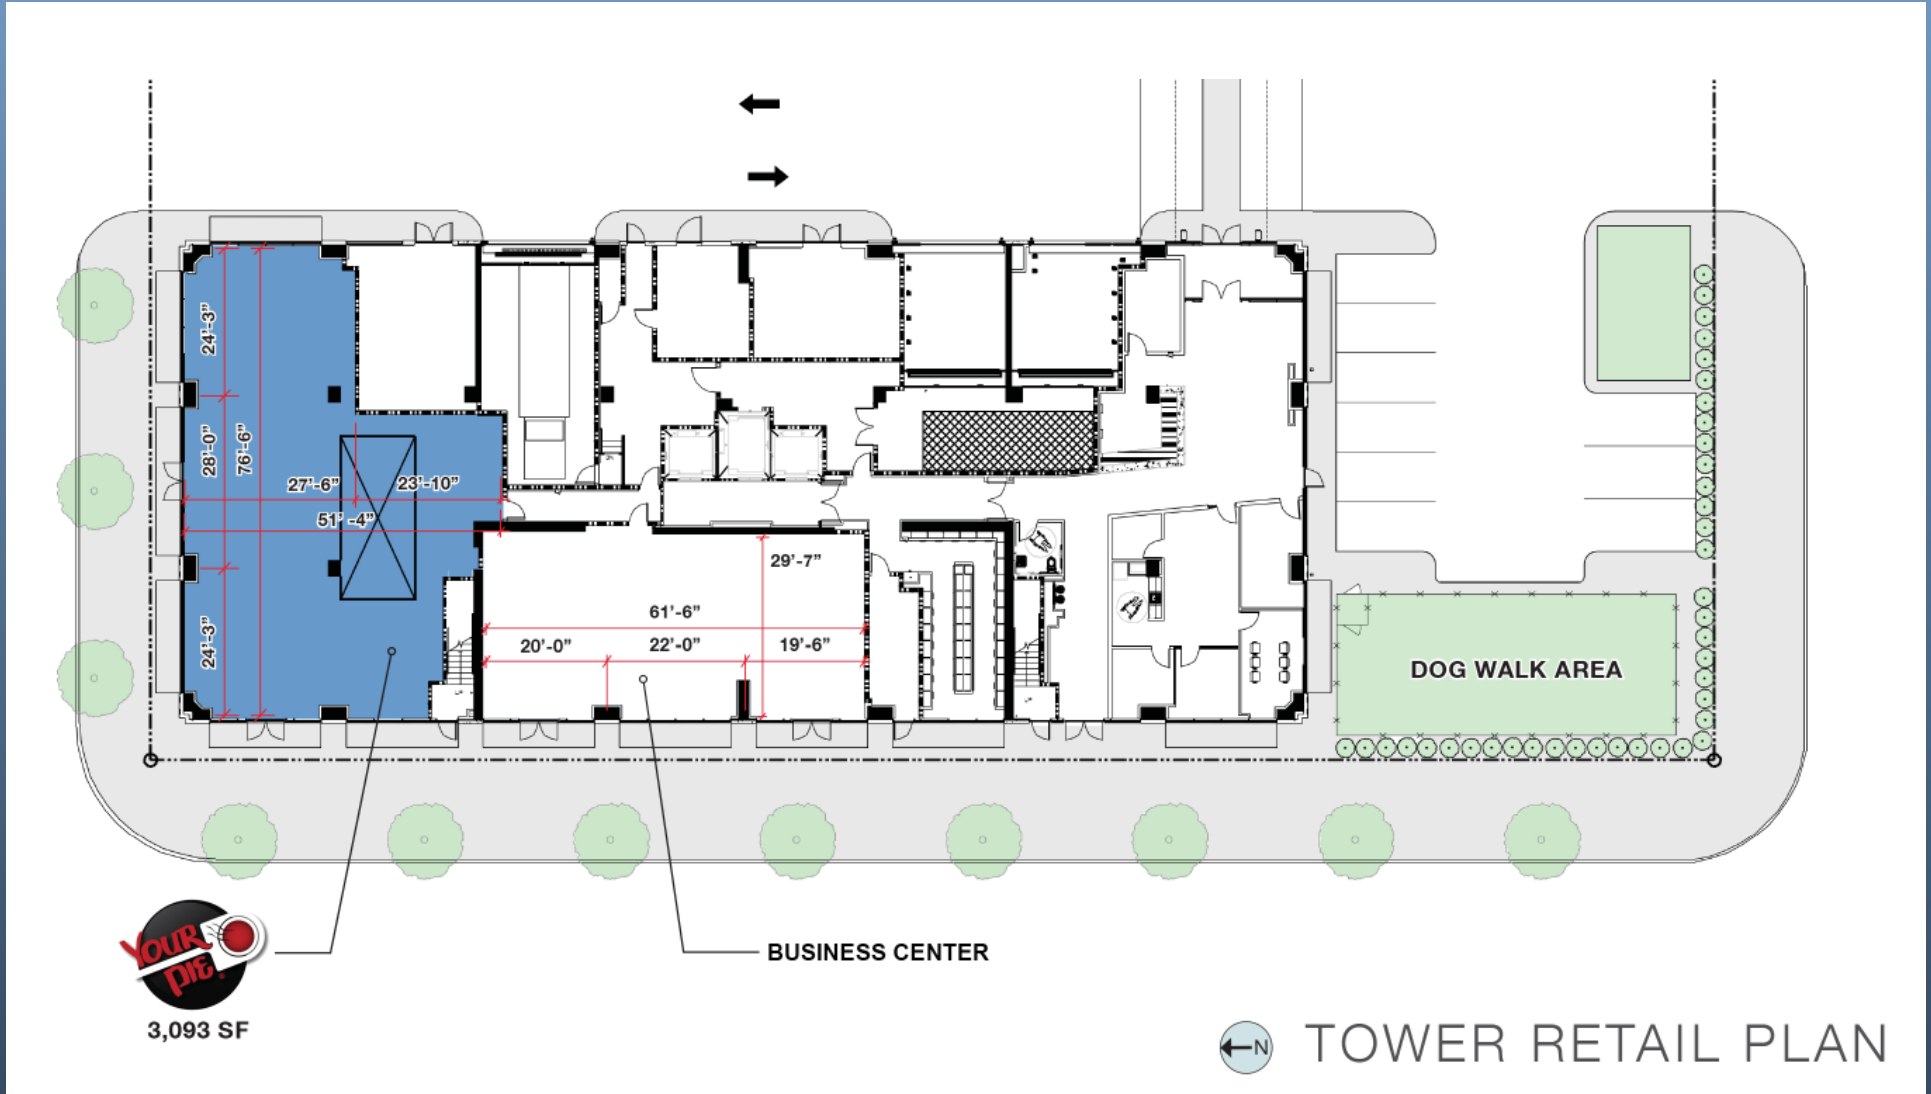 24'-3”
28'-0”
76'-6”
27'-6”
23'-10”
51' -4”
24'-3”
29'-7”
61'-6”
20'-0”
22'-0”
19'-6”
DOG WALK AREA
YOUR
PIE
BUSINESS CENTER
3,093 SF
N
TOWER RETAIL PLAN